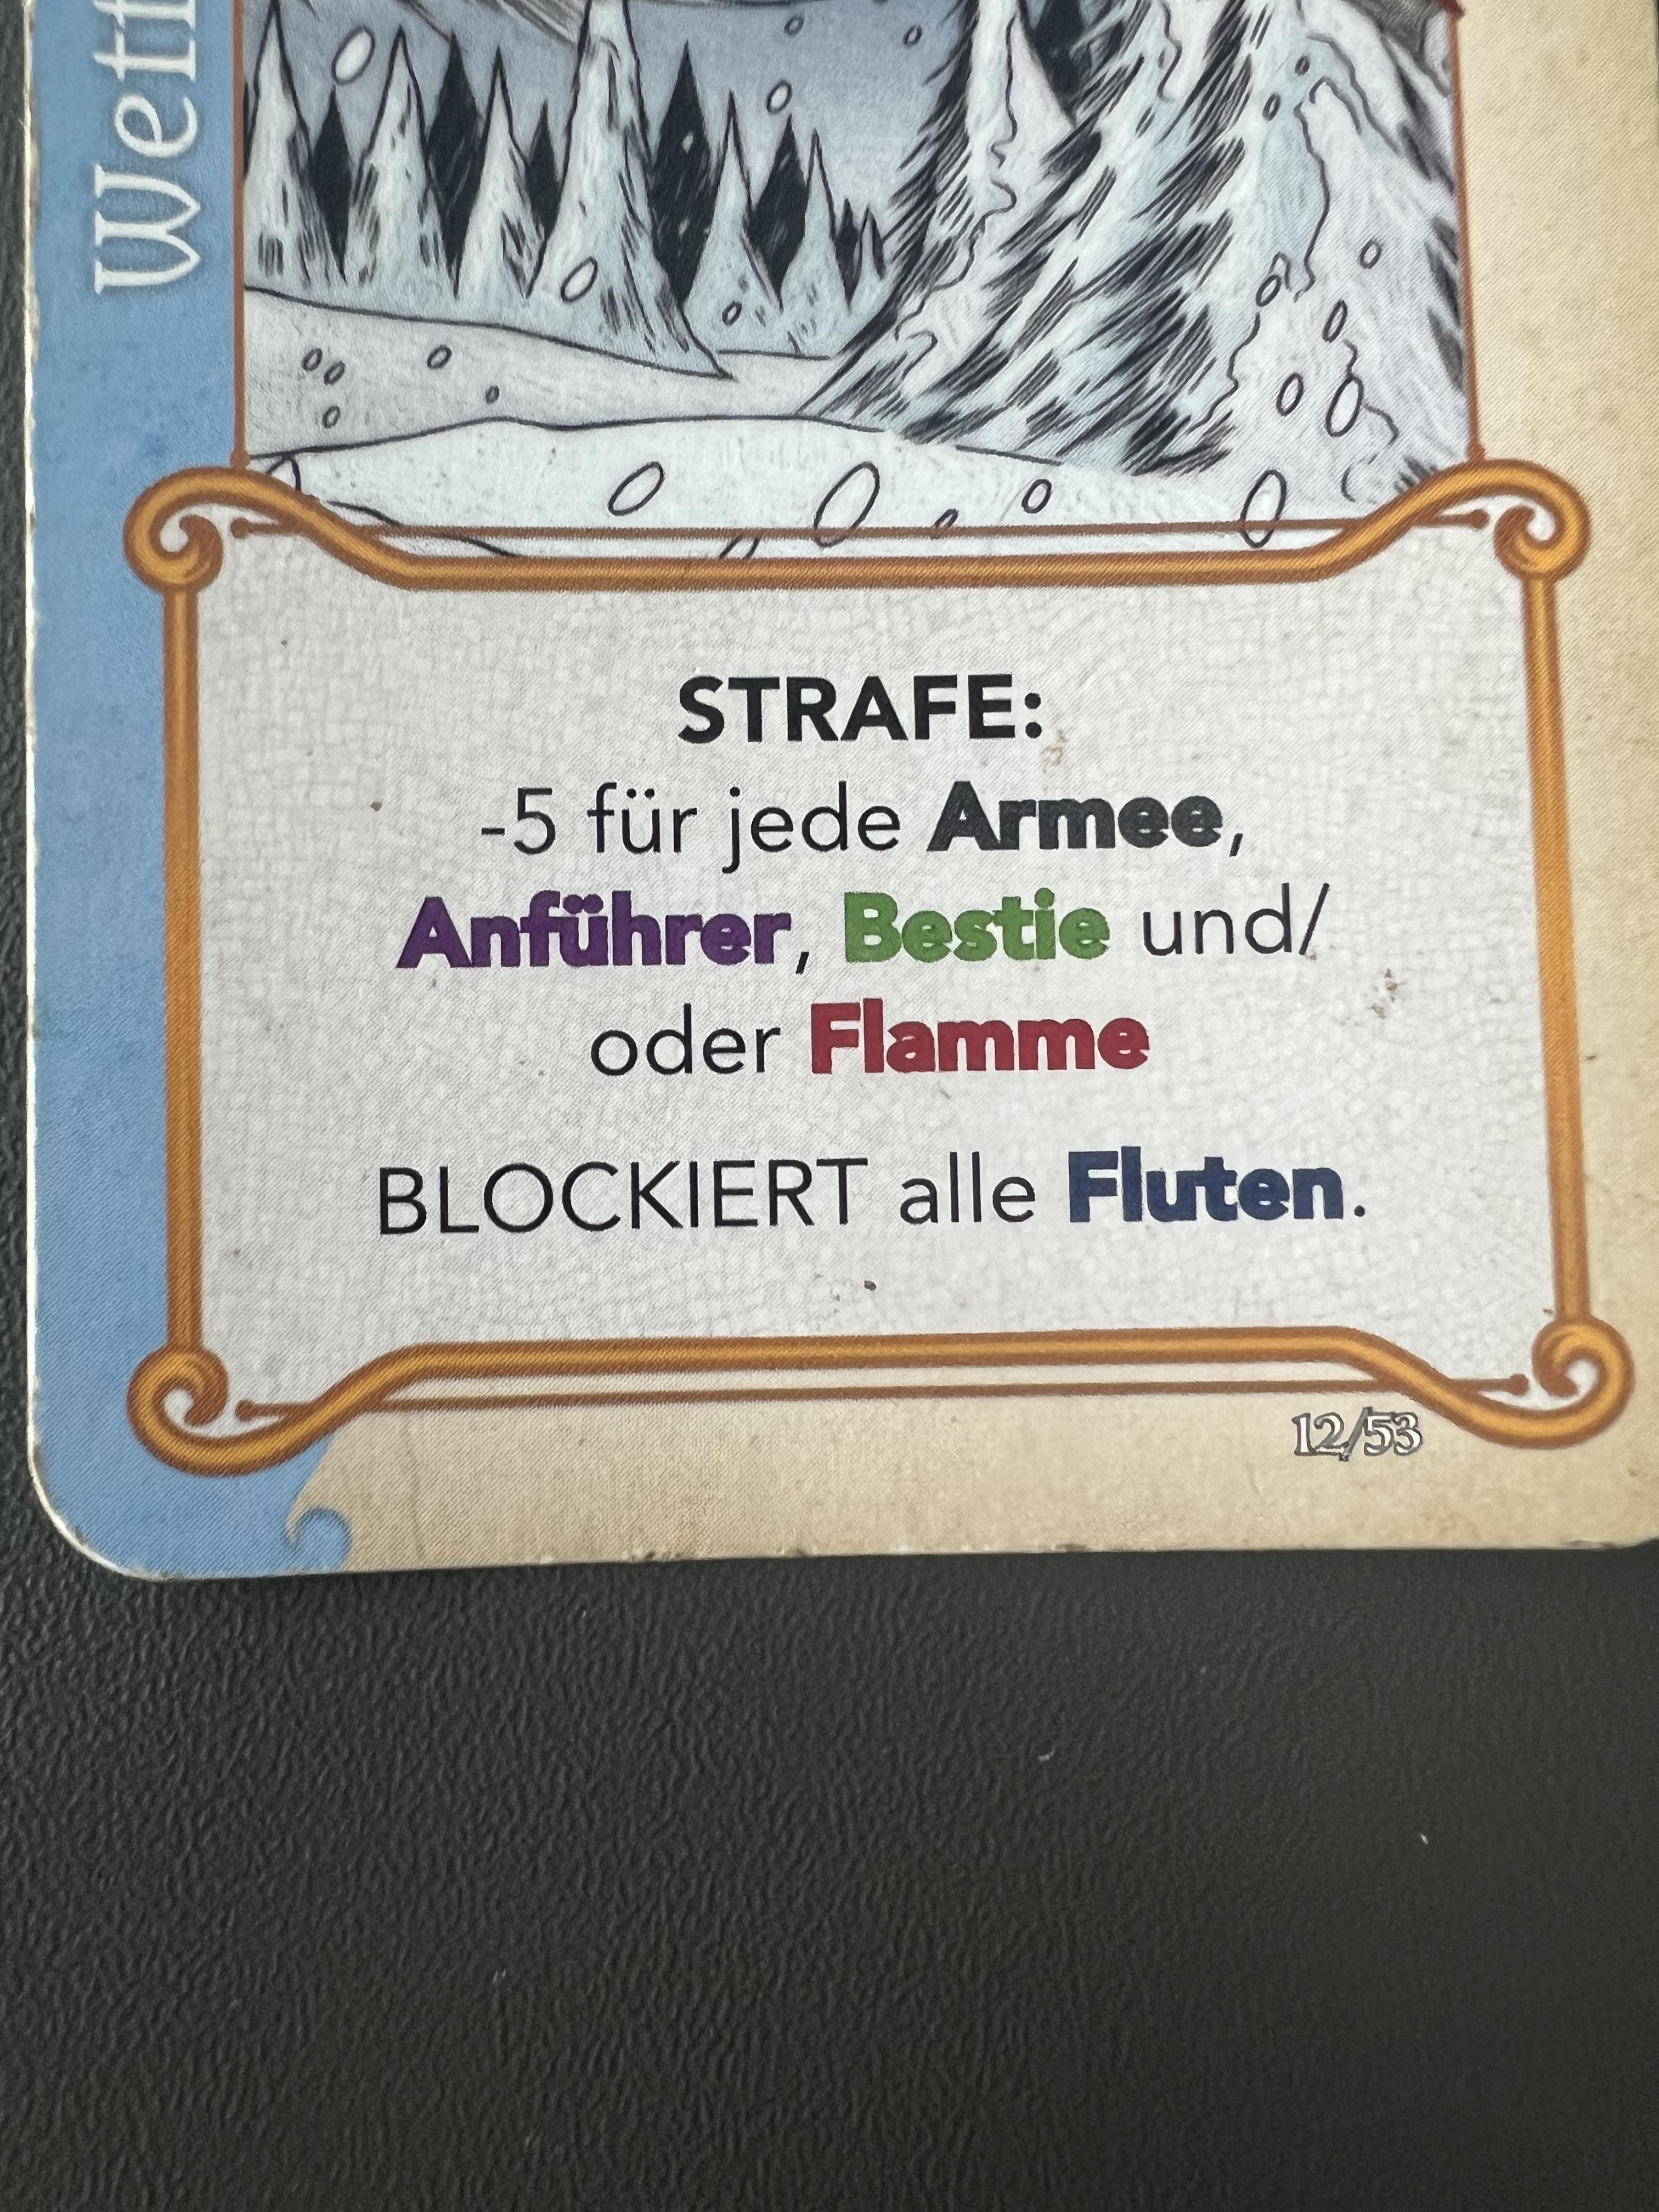 STRAFE:
-5 für jede Armee,
Anführer, Bestie und/
oder Flamme
BLOCKIERT alle Fluten.
12/53